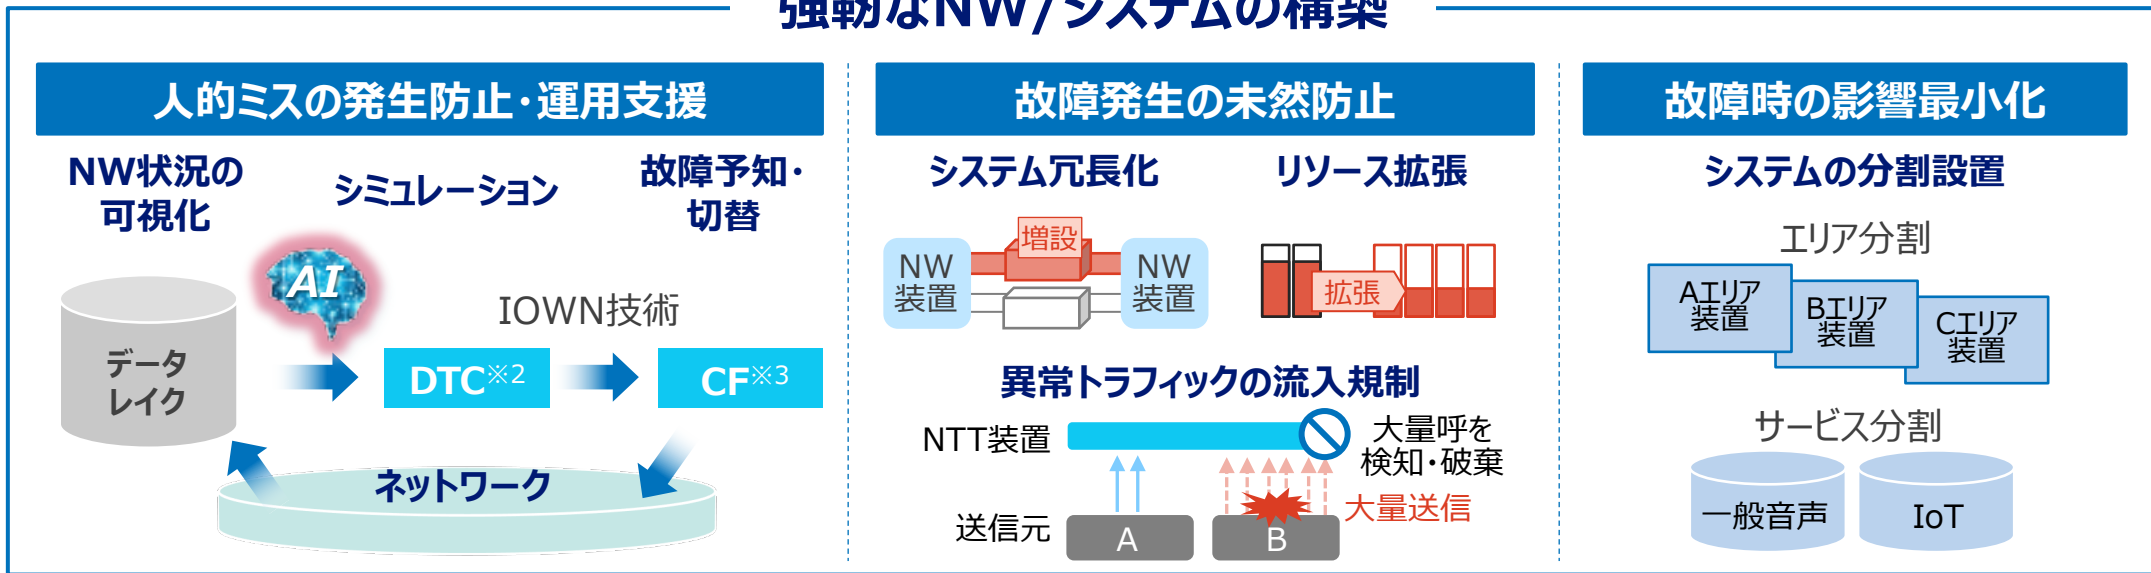 強靭なNW/システムの構築
人的ミスの発生防止・運用支援
NW状況の
可視化
シミュレーション
故障予知・
切替
AI
IOWN技術
データ
レイク
DTC※2
CF※3
ネットワーク
故障発生の未然防止
システム冗長化
リソース拡張
増設
NW
装置
NW
装置
拡張
異常トラフィックの流入規制
NTT装置
大量呼を
検知・破棄
大量送信
送信元
A
B
故障時の影響最小化
システムの分割設置
エリア分割
Aエリア
装置
Bエリア
装置
Cエリア
装置
サービス分割
一般音声
IoT